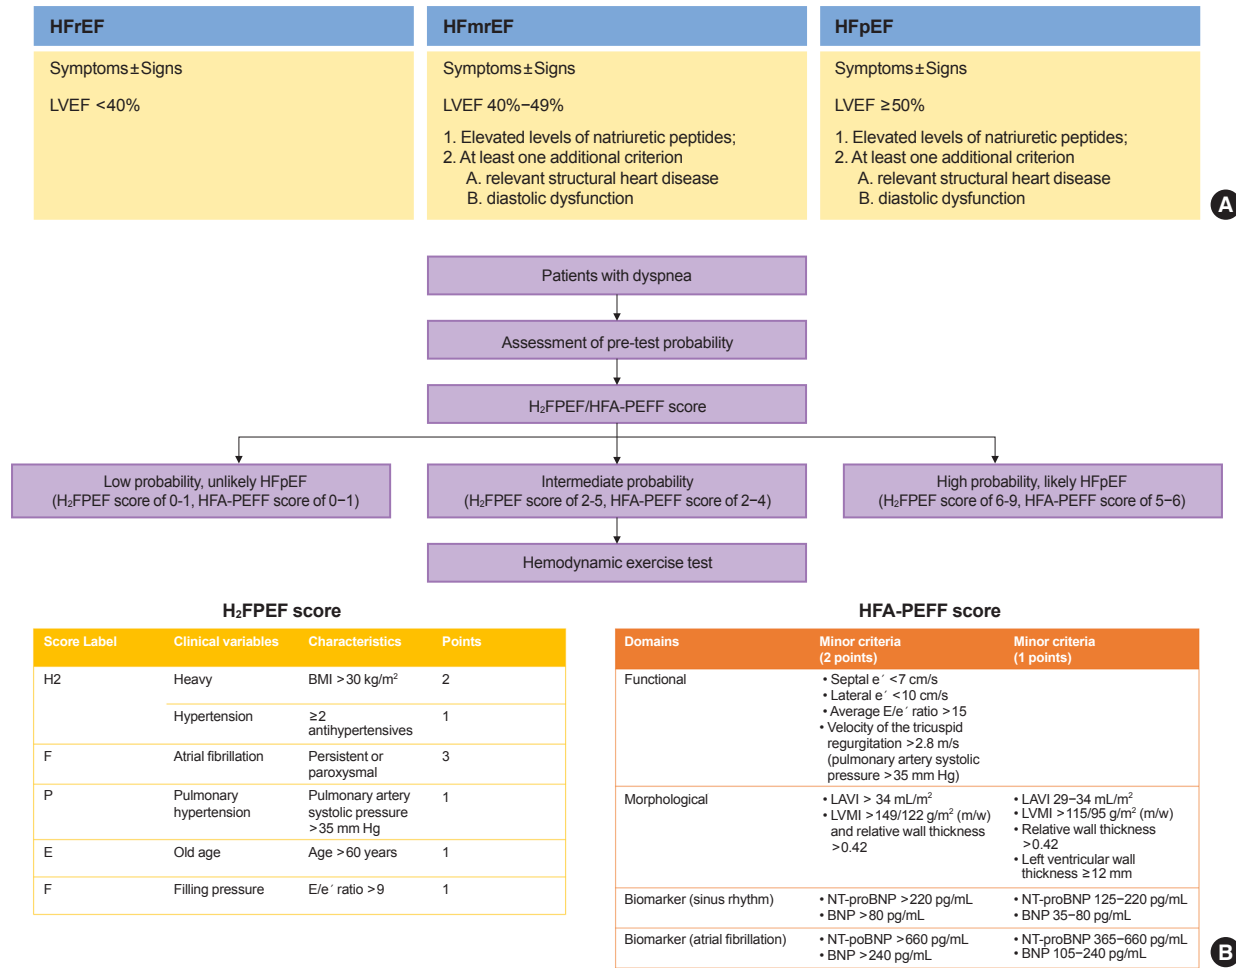 HFrEF
Symptoms±Signs
LVEF <40%
HFmrEF
Symptoms±Signs
LVEF 40%−49%
1. Elevated levels of natriuretic peptides;
2. At least one additional criterion
A. relevant structural heart disease
B. diastolic dysfunction
HFpEF
Symptoms±Signs
LVEF ≥50%
1. Elevated levels of natriuretic peptides;
2. At least one additional criterion
A. relevant structural heart disease
B. diastolic dysfunction
A
Patients with dyspnea
Assessment of pre-test probability
H₂FPEF/HFA-PEFF score
Low probability, unlikely HFpEF
(H₂FPEF score of 0-1, HFA-PEFF score of 0−1)
Intermediate probability
(H₂FPEF score of 2-5, HFA-PEFF score of 2−4)
High probability, likely HFpEF
(H₂FPEF score of 6-9, HFA-PEFF score of 5−6)
Hemodynamic exercise test
H₂FPEF score
Score Label Clinical variables Characteristics Points
H2 Heavy BMI >30 kg/m² 2
Hypertension ≥2 1
antihypertensives
F Atrial fibrillation Persistent or 3
paroxysmal
P Pulmonary Pulmonary artery 1
hypertension systolic pressure
>35 mm Hg
E Old age Age >60 years 1
F Filling pressure E/e′ ratio >9 1
HFA-PEFF score
Domains Minor criteria Minor criteria
(2 points) (1 points)
Functional • Septal e′ <7 cm/s
• Lateral e′ <10 cm/s
• Average E/e′ ratio >15
• Velocity of the tricuspid
regurgitation >2.8 m/s
(pulmonary artery systolic
pressure >35 mm Hg)
Morphological • LAVI > 34 mL/m² • LAVI 29−34 mL/m²
• LVMI >149/122 g/m² (m/w) • LVMI >115/95 g/m² (m/w)
and relative wall thickness • Relative wall thickness
>0.42 >0.42
• Left ventricular wall
thickness ≥12 mm
Biomarker (sinus rhythm) • NT-proBNP >220 pg/mL • NT-proBNP 125−220 pg/mL
• BNP >80 pg/mL • BNP 35−80 pg/mL
Biomarker (atrial fibrillation) • NT-poBNP >660 pg/mL • NT-proBNP 365−660 pg/mL
• BNP >240 pg/mL • BNP 105−240 pg/mL
B